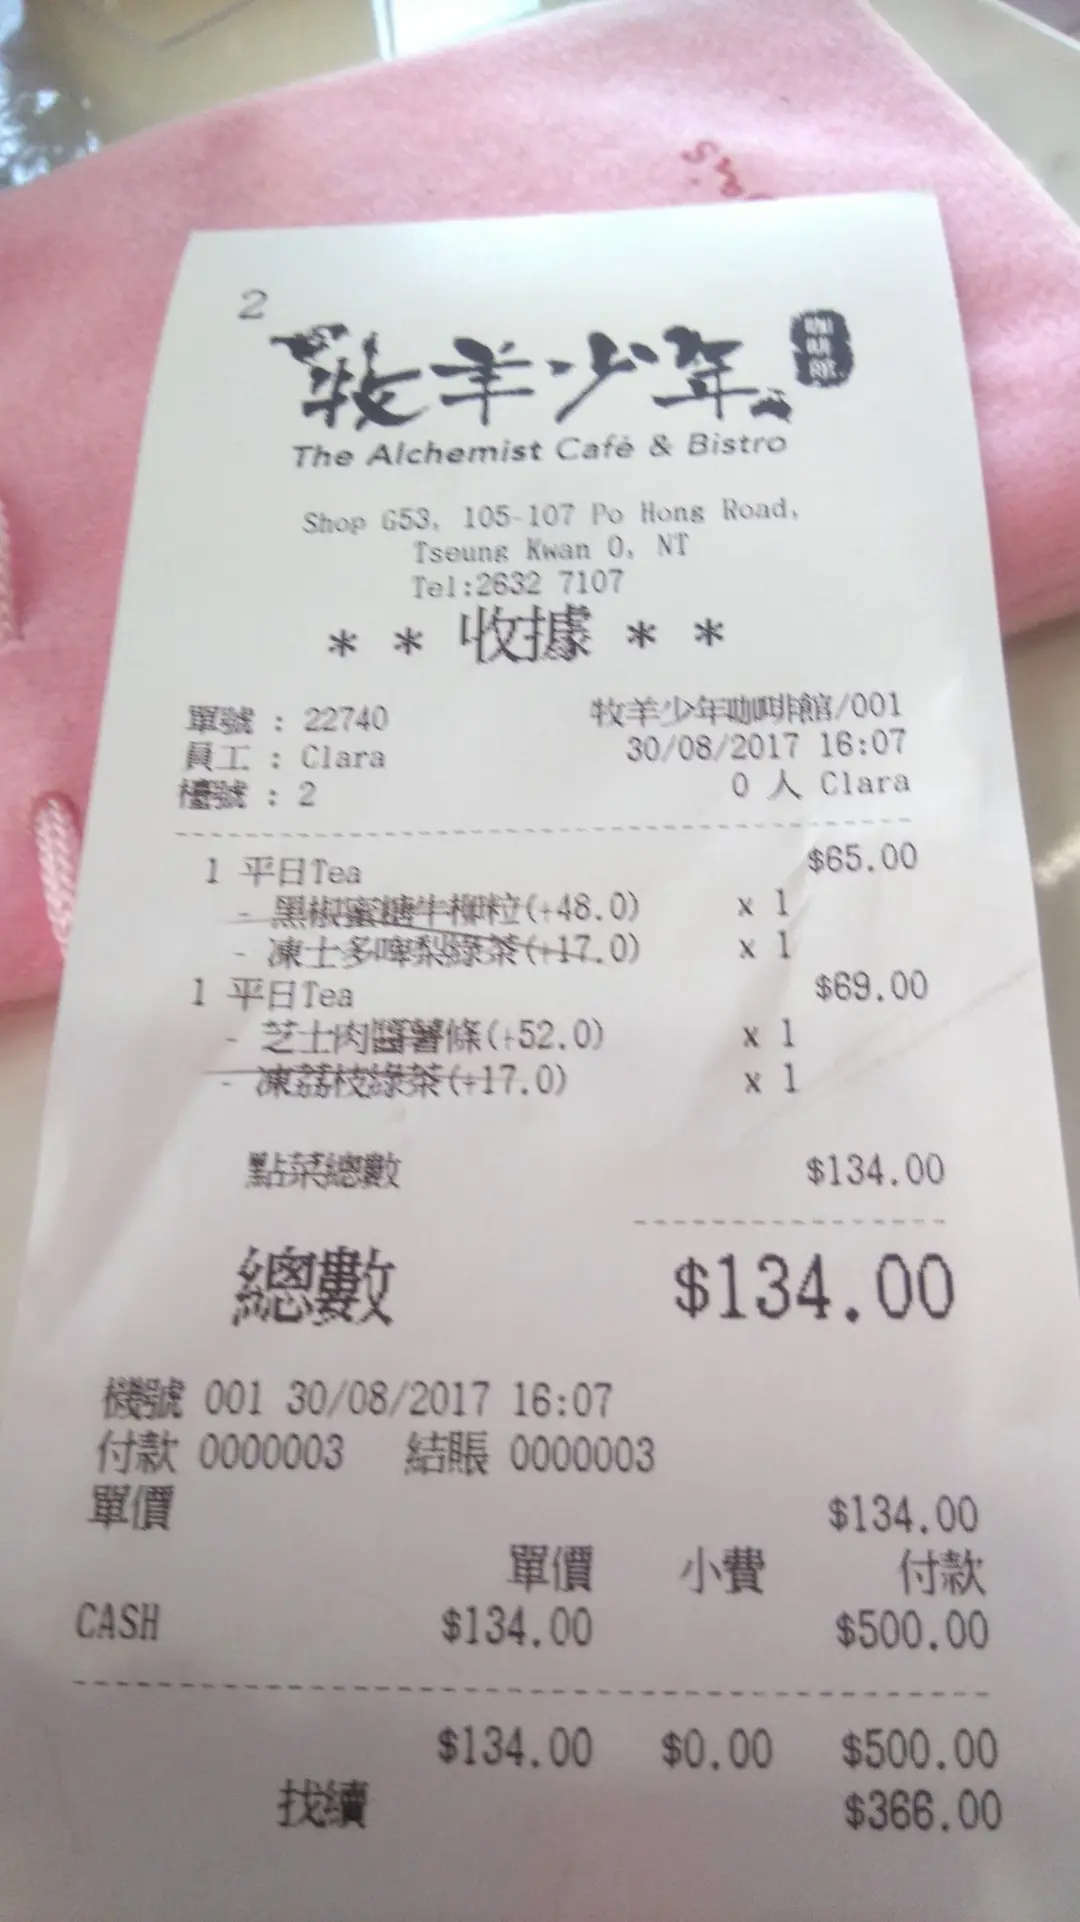 2
牧羊少年 咖啡館
The Alchemist Café & Bistro
Shop G53, 105-107 Po Hong Road,
Tseung Kwan O, NT
Tel:2632 7107
* * 收據 * *
單號 : 22740 牧羊少年咖啡館/001
員工 : Clara 30/08/2017 16:07
檯號 : 2 0 人 Clara
1 平日Tea $65.00
- 黑椒蜜糖牛柳粒(+48.0) x 1
- 凍士多啤梨綠茶(+17.0) x 1
1 平日Tea $69.00
- 芝士肉醬薯條(+52.0) x 1
- 凍荔枝綠茶(+17.0) x 1
點菜總數 $134.00
總數 $134.00
機號 001 30/08/2017 16:07
付款 0000003 結賬 0000003
單價 $134.00
單價 小費 付款
CASH $134.00 $500.00
$134.00 $0.00 $500.00
找續 $366.00